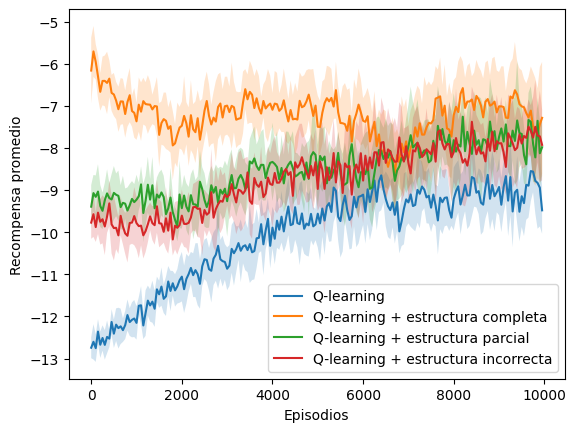 −5
−6
−7
−8
−9
−10
−11
−12
−13
Recompensa promedio
0
2000
4000
6000
8000
10000
Episodios
Q-learning
Q-learning + estructura completa
Q-learning + estructura parcial
Q-learning + estructura incorrecta